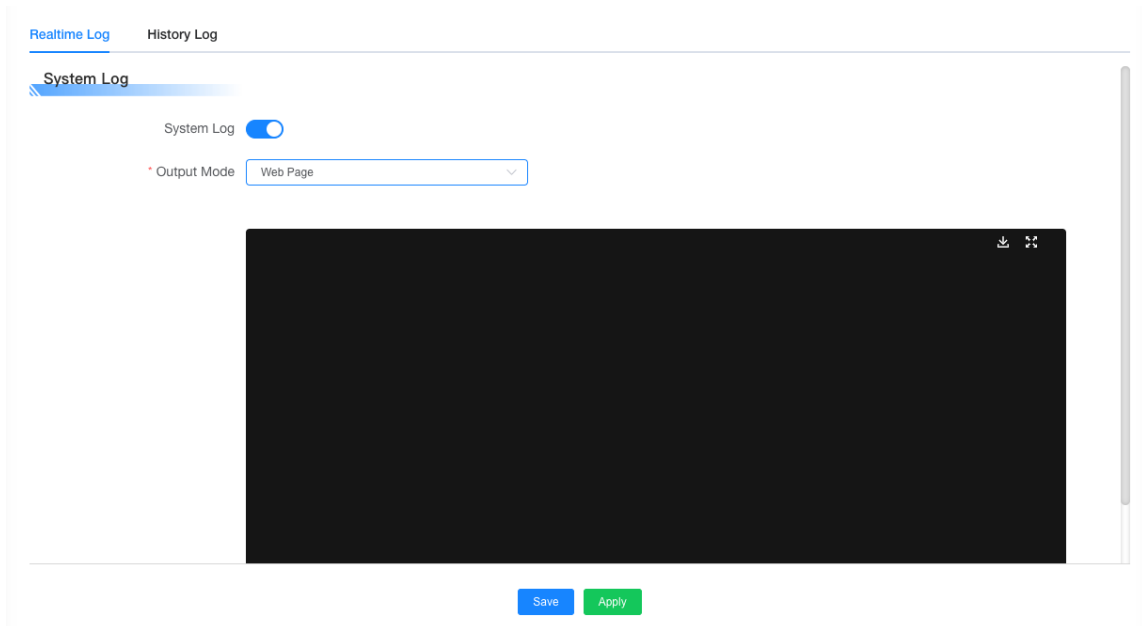 Realtime Log History Log
System Log
System Log
* Output Mode Web Page
Save Apply